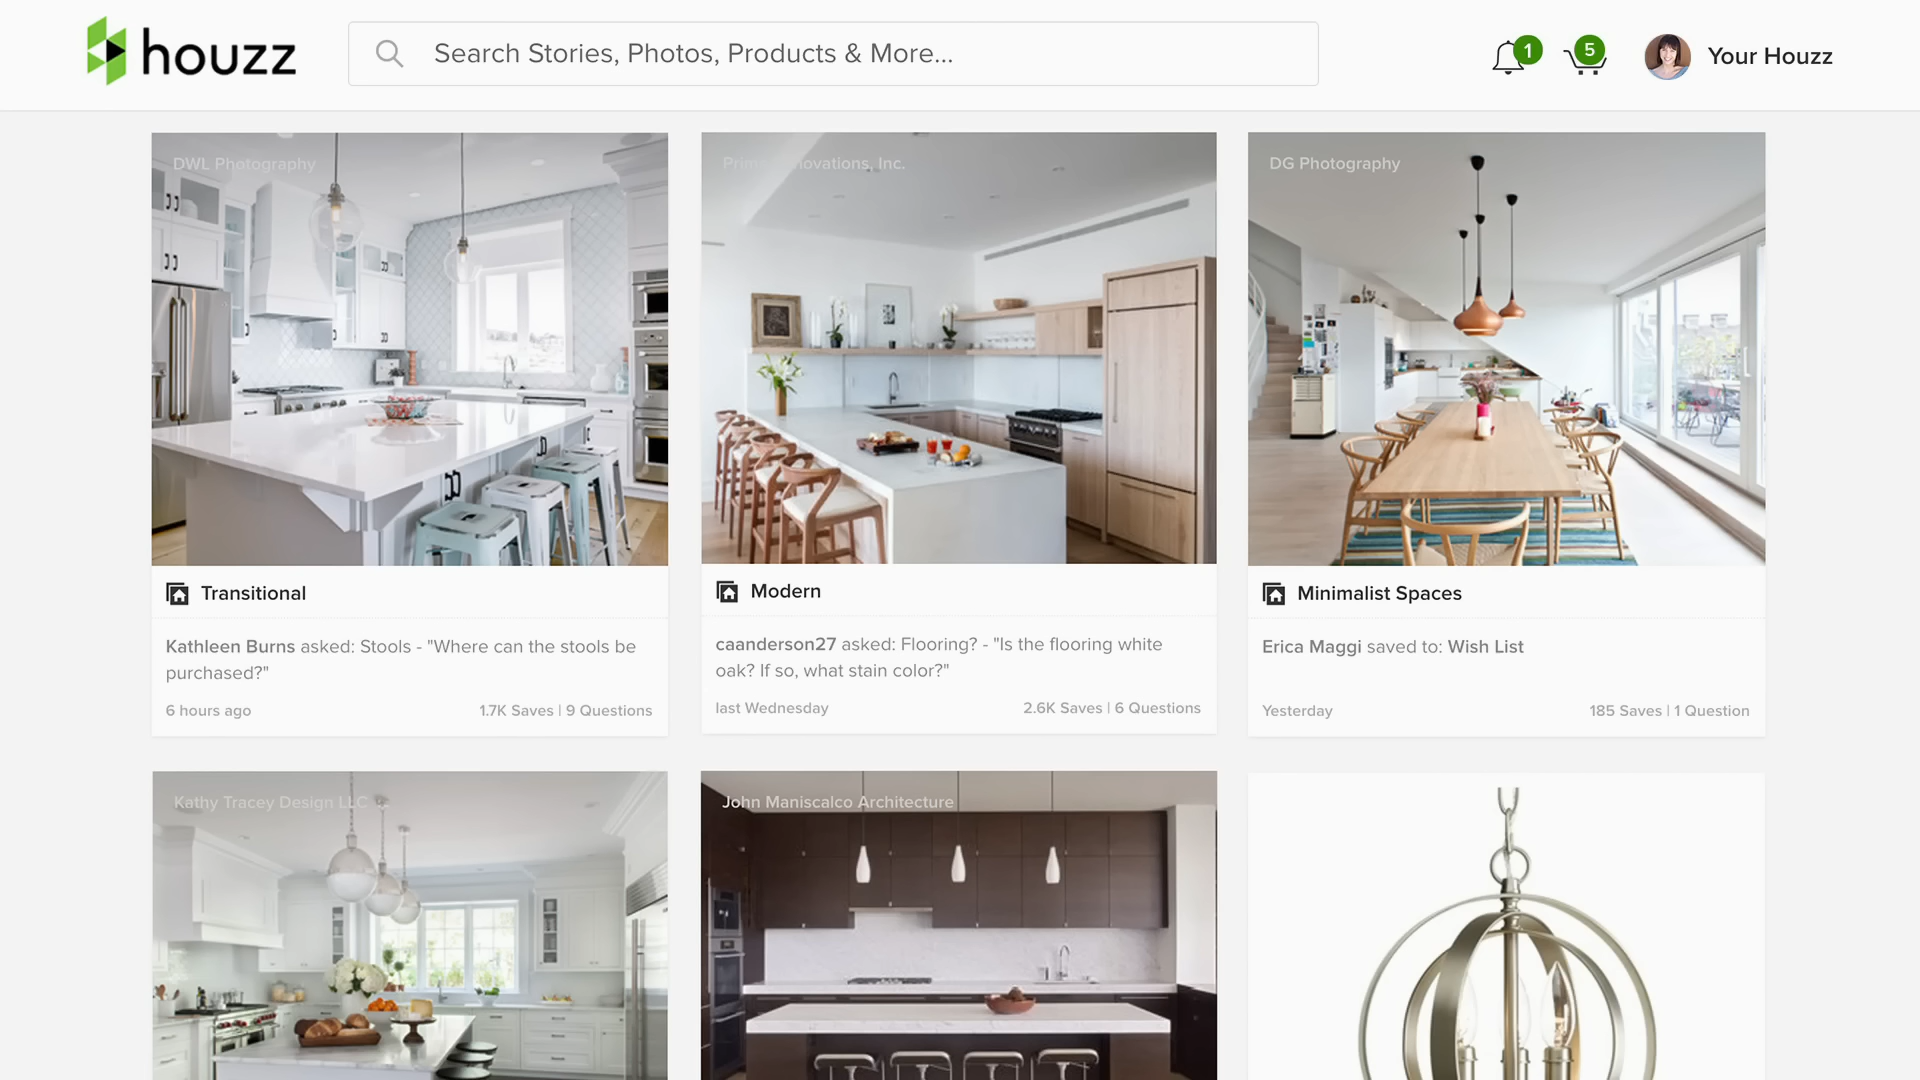 houzz
Search Stories, Photos, Products & More...
1
5
Your Houzz
DWL Photography
ovations, Inc.
DG Photography
Transitional
Modern
Minimalist Spaces
Kathleen Burns asked: Stools - "Where can the stools be
purchased?"
6 hours ago
1.7K Saves | 9 Questions
caanderson27 asked: Flooring? - "Is the flooring white
oak? If so, what stain color?"
last Wednesday
2.6K Saves | 6 Questions
Erica Maggi saved to: Wish List
Yesterday
185 Saves | 1 Question
Kathy Tracey Design LLC
John Maniscalco Architecture